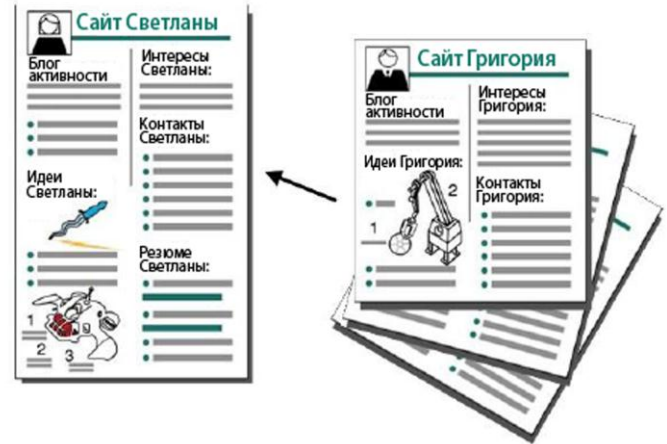 Сайт Светланы
Блог
активности
Интересы
Светланы:
Контакты
Светланы:
Идеи
Светланы:
Резюме
Светланы:
1
2
3
Сайт Григория
Блог
активности
Интересы
Григория:
Идеи Григория:
2
1
Контакты
Григория: